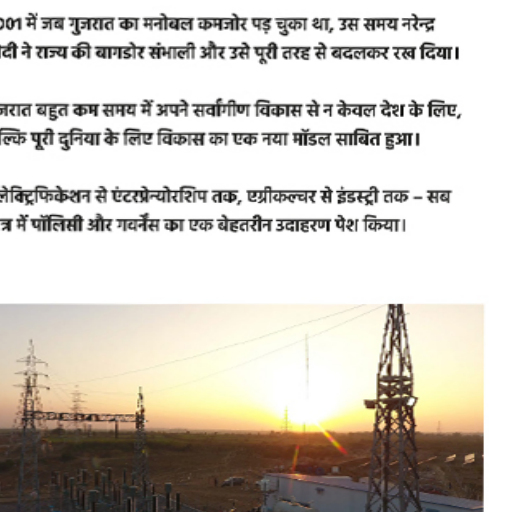 001 में जब गुजरात का मनोबल कमजोर पड़ चुका था, उस समय नरेन्द्र
दी ने राज्य की बागडोर संभाली और उसे पूरी तरह से बदलकर रख दिया।
जरात बहुत कम समय में अपने सर्वांगीण विकास से न केवल देश के लिए,
ल्कि पूरी दुनिया के लिए विकास का एक नया मॉडल साबित हुआ।
लेक्ट्रिफिकेशन से एंटरप्रेन्योरशिप तक, एग्रीकल्चर से इंडस्ट्री तक – सब
त्र में पॉलिसी और गवर्नेंस का एक बेहतरीन उदाहरण पेश किया।